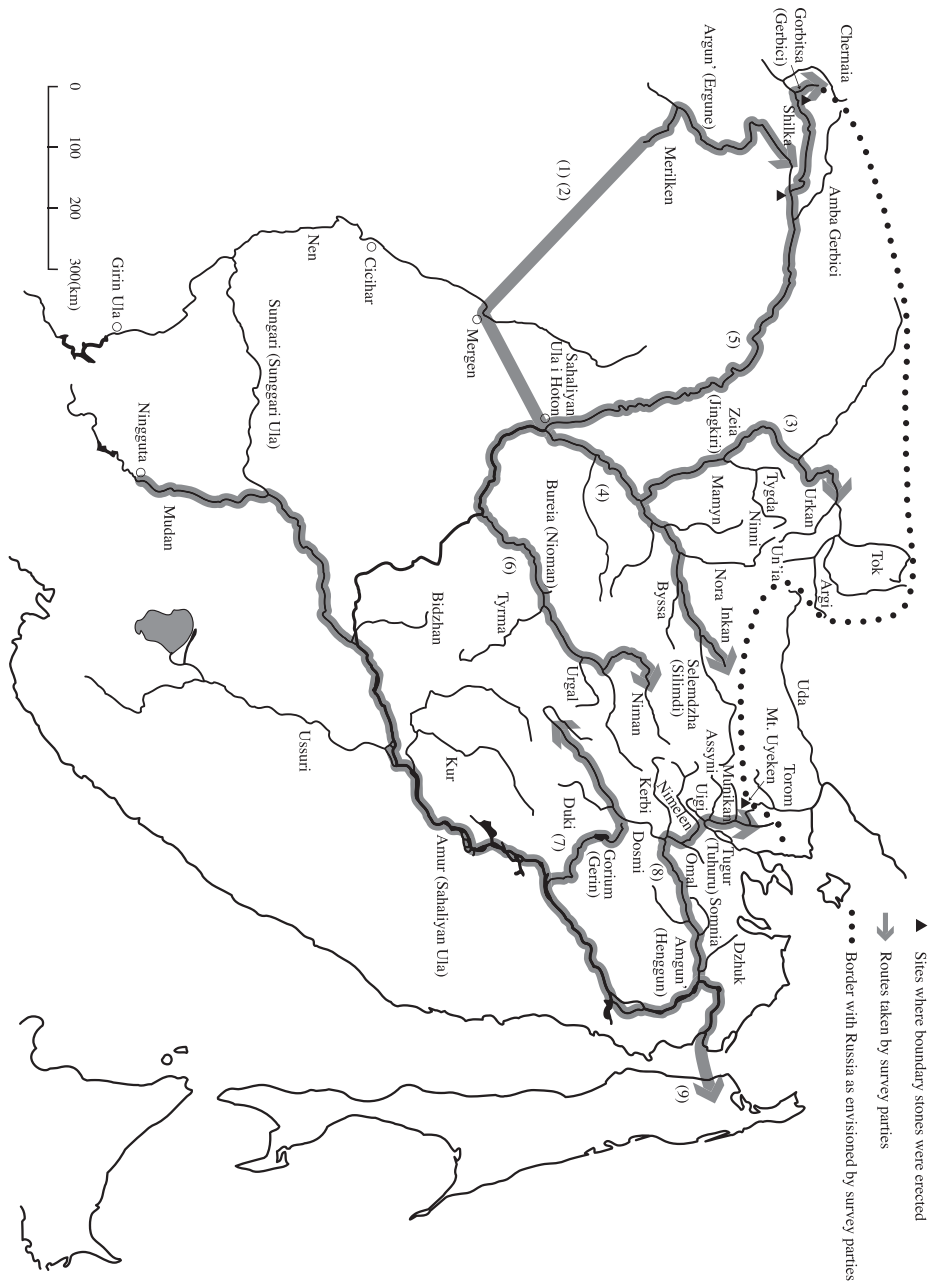 ▲ Sites where boundary stones were erected
Routes taken by survey parties
Border with Russia as envisioned by survey parties
Chernaia
Gorbitsa
(Gerbici)
Shilka
Amba Gerbici
Argun’ (Ergune)
Merilken
(1) (2)
(5)
Zeia
(Jingkiri)
(3)
Urkan
Tygda
Mamyn
Ninni
Un’ia
Tok
Argi
Nora
Inkan
Byssa
(4)
Selemdzha
(Silimdi)
Uda
Mt. Uyeken
Torom
Assyni
Munikan
Uigi
Nimelen
Kerbi
Tugur
(Tuhuru)
Omal
Somnia
Dzhuk
Dosmi
(8)
Amgun’
(Henggun)
(9)
Sahaliyan
Ula i Hoton
Mergen
Cicihar
Nen
Bureia (Nioman)
(6)
Tyrma
Bidzhan
Urgal
Niman
Duki
(7)
Gorium
(Gerin)
Kur
Amur (Sahaliyan Ula)
Ussuri
Sungari (Sunggari Ula)
Girin Ula
Ningguta
Mudan
0
100
200
300(km)